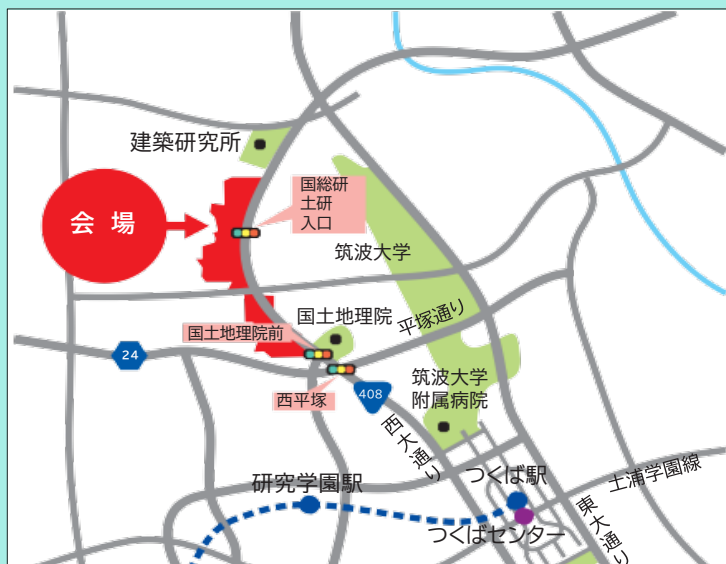 建築研究所
会場
国総研
土研
入口
筑波大学
国土地理院
国土地理院前
平塚通り
24
西平塚
408
筑波大学
附属病院
西大通り
研究学園駅
つくば駅
土浦学園線
つくばセンター
東大通り